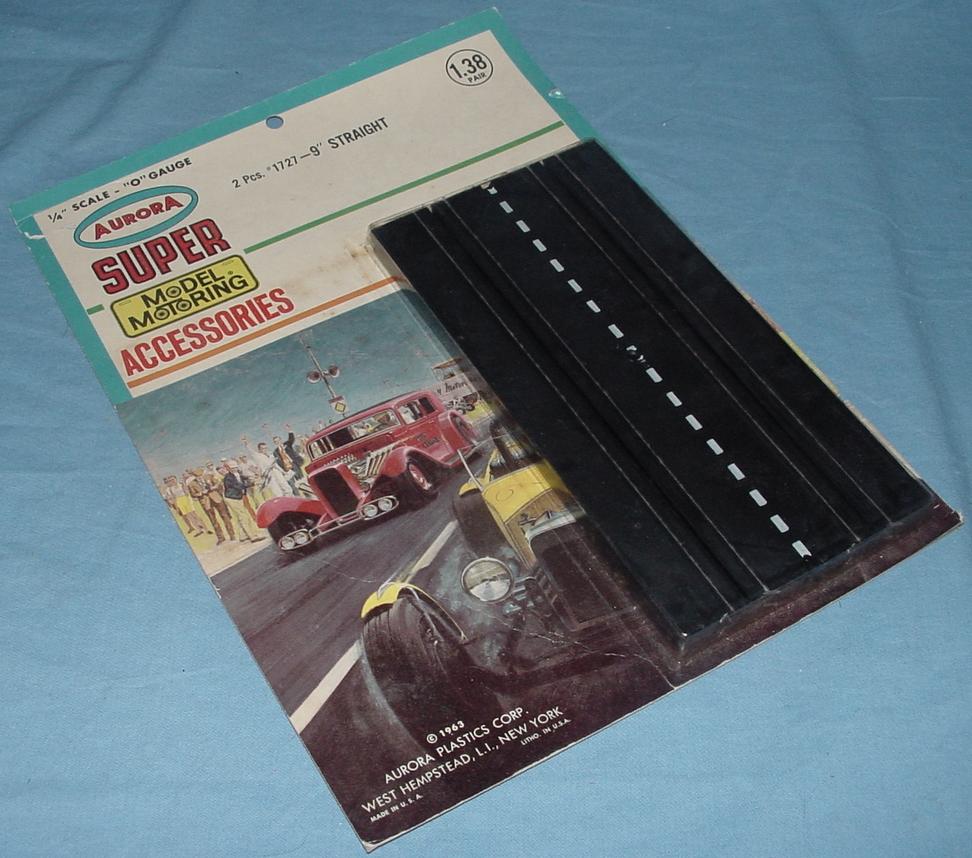 1.38
PAIR
1/4" SCALE - "O" GAUGE
2 Pcs. #1727—9" STRAIGHT
AURORA
SUPER
MODEL
MOTORING®
ACCESSORIES
© 1963
AURORA PLASTICS CORP.
WEST HEMPSTEAD, L.I., NEW YORK
MADE IN U.S.A.
LITHO. IN U.S.A.